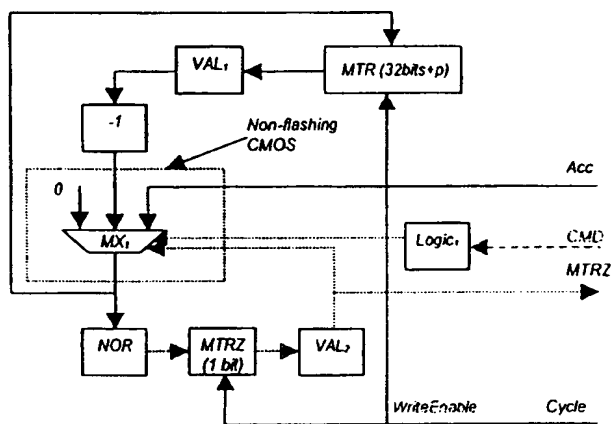 VAL₁
MTR (32bits+p)
-1
Non-flashing
CMOS
0
Acc
MX₁
Logic₁
CMD
MTRZ
NOR
MTRZ
(1 bit)
VAL₂
WriteEnable
Cycle